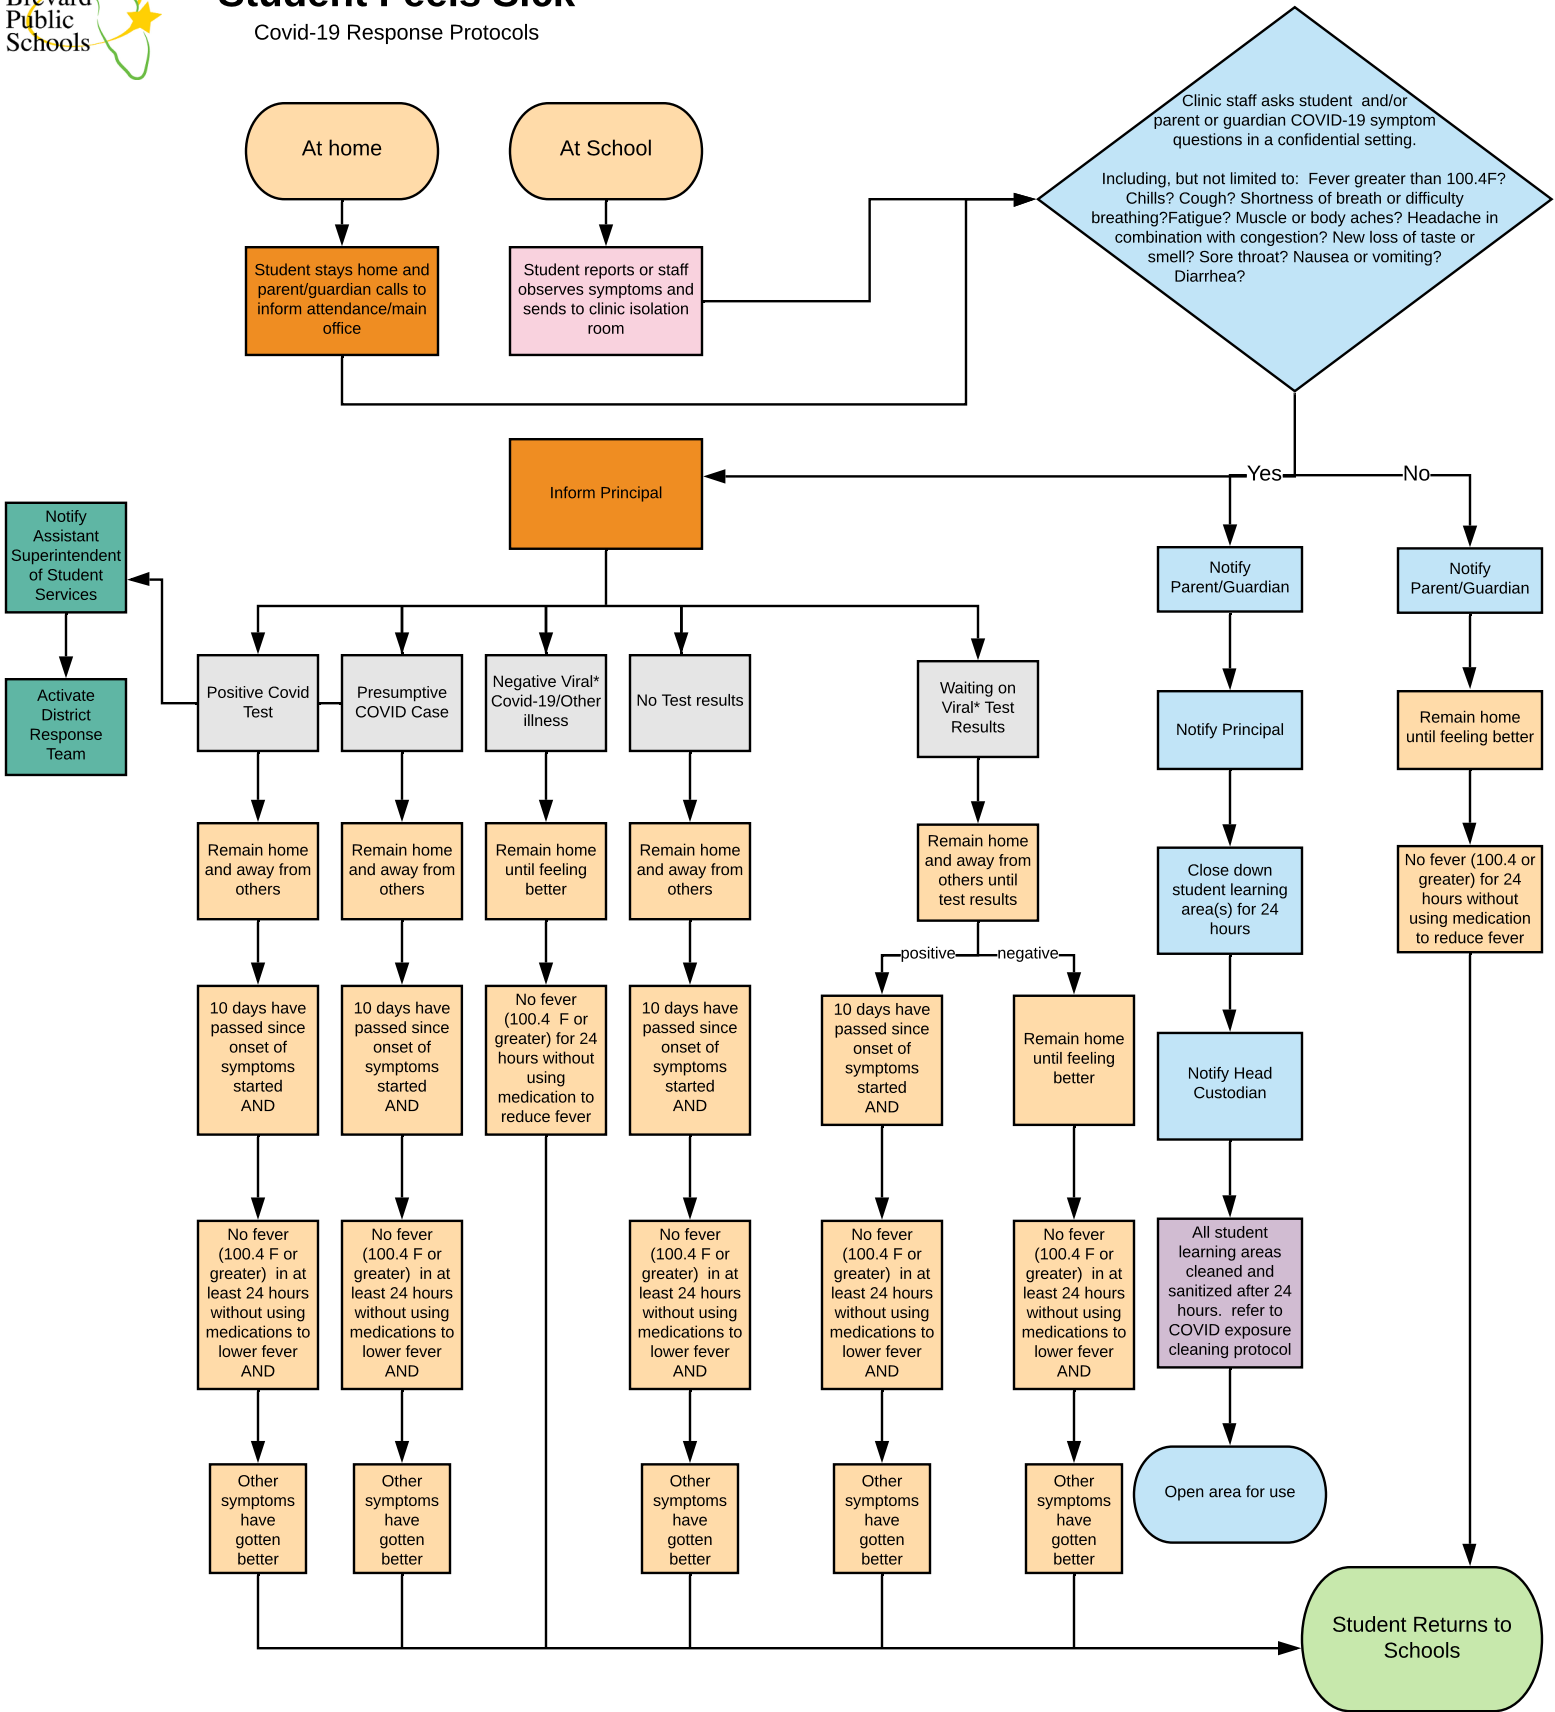 Brevard
Public
Schools
Student Feels Sick
Covid-19 Response Protocols
At home
At School
Clinic staff asks student  and/or
parent or guardian COVID-19 symptom
questions in a confidential setting.
Including, but not limited to:  Fever greater than 100.4F?
Chills? Cough? Shortness of breath or difficulty
breathing?Fatigue? Muscle or body aches? Headache in
combination with congestion? New loss of taste or
smell? Sore throat? Nausea or vomiting?
Diarrhea?
Student stays home and
parent/guardian calls to
inform attendance/main
office
Student reports or staff
observes symptoms and
sends to clinic isolation
room
Yes
No
Inform Principal
Notify
Assistant
Superintendent
of Student
Services
Activate
District
Response
Team
Positive Covid
Test
Presumptive
COVID Case
Negative Viral*
Covid-19/Other
illness
No Test results
Waiting on
Viral* Test
Results
Notify
Parent/Guardian
Notify
Parent/Guardian
Notify Principal
Remain home
until feeling better
Remain home
and away from
others
Remain home
and away from
others
Remain home
until feeling
better
Remain home
and away from
others
Remain home
and away from
others until
test results
Close down
student learning
area(s) for 24
hours
No fever (100.4 or
greater) for 24
hours without
using medication
to reduce fever
positive
negative
10 days have
passed since
onset of
symptoms
started
AND
10 days have
passed since
onset of
symptoms
started
AND
No fever
(100.4  F or
greater) for 24
hours without
using
medication to
reduce fever
10 days have
passed since
onset of
symptoms
started
AND
10 days have
passed since
onset of
symptoms
started
AND
Remain home
until feeling
better
Notify Head
Custodian
No fever
(100.4 F or
greater)  in at
least 24 hours
without using
medications to
lower fever
AND
No fever
(100.4 F or
greater)  in at
least 24 hours
without using
medications to
lower fever
AND
No fever
(100.4 F or
greater)  in at
least 24 hours
without using
medications to
lower fever
AND
No fever
(100.4 F or
greater)  in at
least 24 hours
without using
medications to
lower fever
AND
No fever
(100.4 F or
greater)  in at
least 24 hours
without using
medications to
lower fever
AND
All student
learning areas
cleaned and
sanitized after 24
hours.  refer to
COVID exposure
cleaning protocol
Other
symptoms
have
gotten
better
Other
symptoms
have
gotten
better
Other
symptoms
have
gotten
better
Other
symptoms
have
gotten
better
Other
symptoms
have
gotten
better
Open area for use
Student Returns to
Schools